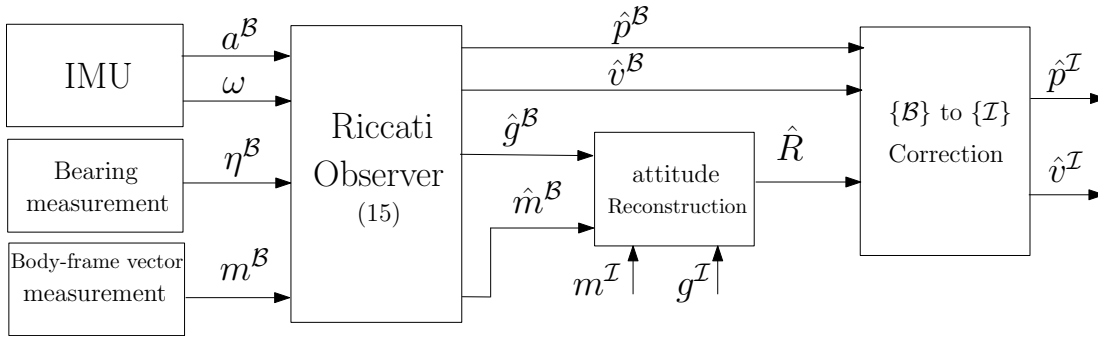 IMU
a^ℬ
ω
Bearing
measurement
η^ℬ
Body-frame vector
measurement
m^ℬ
Riccati
Observer
(15)
p̂^ℬ
v̂^ℬ
ĝ^ℬ
m̂^ℬ
attitude
Reconstruction
m^ℐ
g^ℐ
R̂
{ℬ} to {ℐ}
Correction
p̂^ℐ
v̂^ℐ